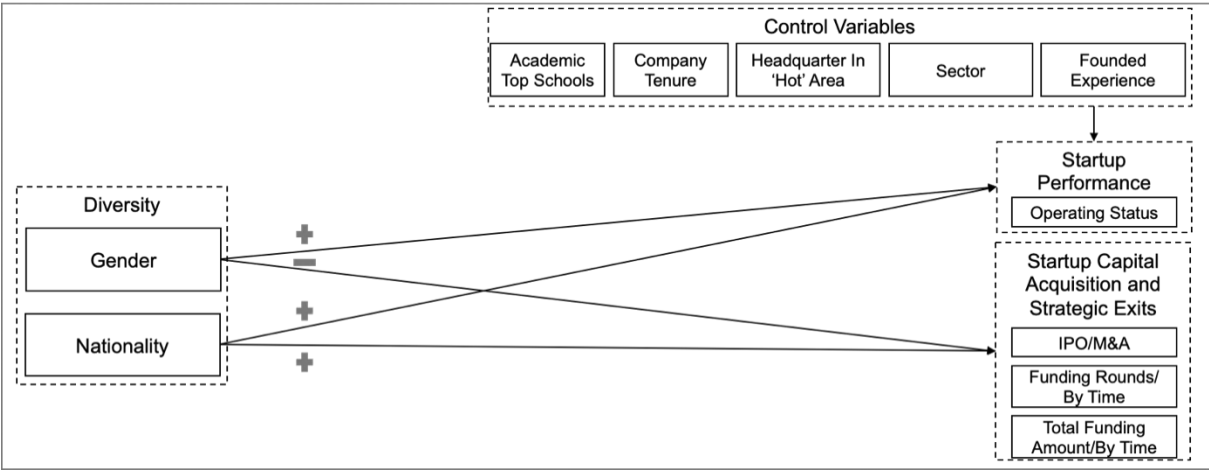 Control Variables
Academic
Top Schools
Company
Tenure
Headquarter In
‘Hot’ Area
Sector
Founded
Experience
Startup
Performance
Operating Status
Diversity
Gender
Nationality
+
−
+
+
Startup Capital
Acquisition and
Strategic Exits
IPO/M&A
Funding Rounds/
By Time
Total Funding
Amount/By Time